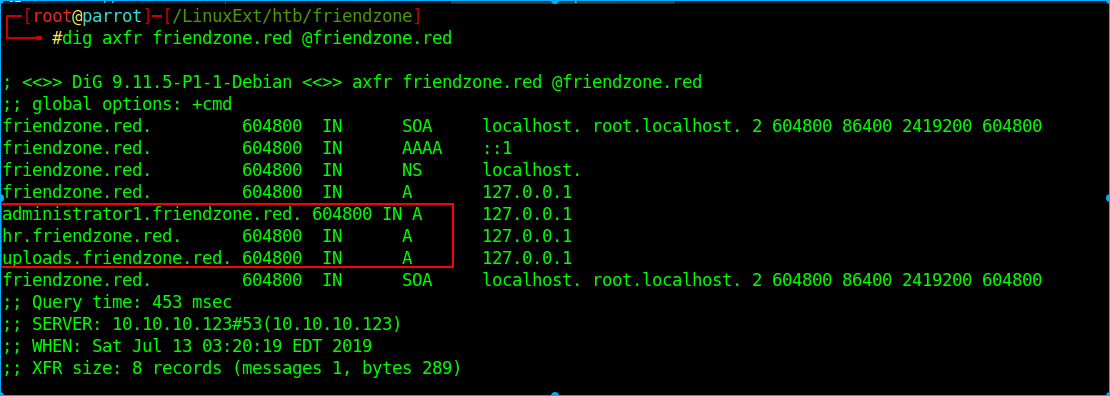 ┌─[root@parrot]─[/LinuxExt/htb/friendzone]
└──╼ #dig axfr friendzone.red @friendzone.red
; <<>> DiG 9.11.5-P1-1-Debian <<>> axfr friendzone.red @friendzone.red
;; global options: +cmd
friendzone.red. 604800 IN SOA localhost. root.localhost. 2 604800 86400 2419200 604800
friendzone.red. 604800 IN AAAA ::1
friendzone.red. 604800 IN NS localhost.
friendzone.red. 604800 IN A 127.0.0.1
administrator1.friendzone.red. 604800 IN A 127.0.0.1
hr.friendzone.red. 604800 IN A 127.0.0.1
uploads.friendzone.red. 604800 IN A 127.0.0.1
friendzone.red. 604800 IN SOA localhost. root.localhost. 2 604800 86400 2419200 604800
;; Query time: 453 msec
;; SERVER: 10.10.10.123#53(10.10.10.123)
;; WHEN: Sat Jul 13 03:20:19 EDT 2019
;; XFR size: 8 records (messages 1, bytes 289)